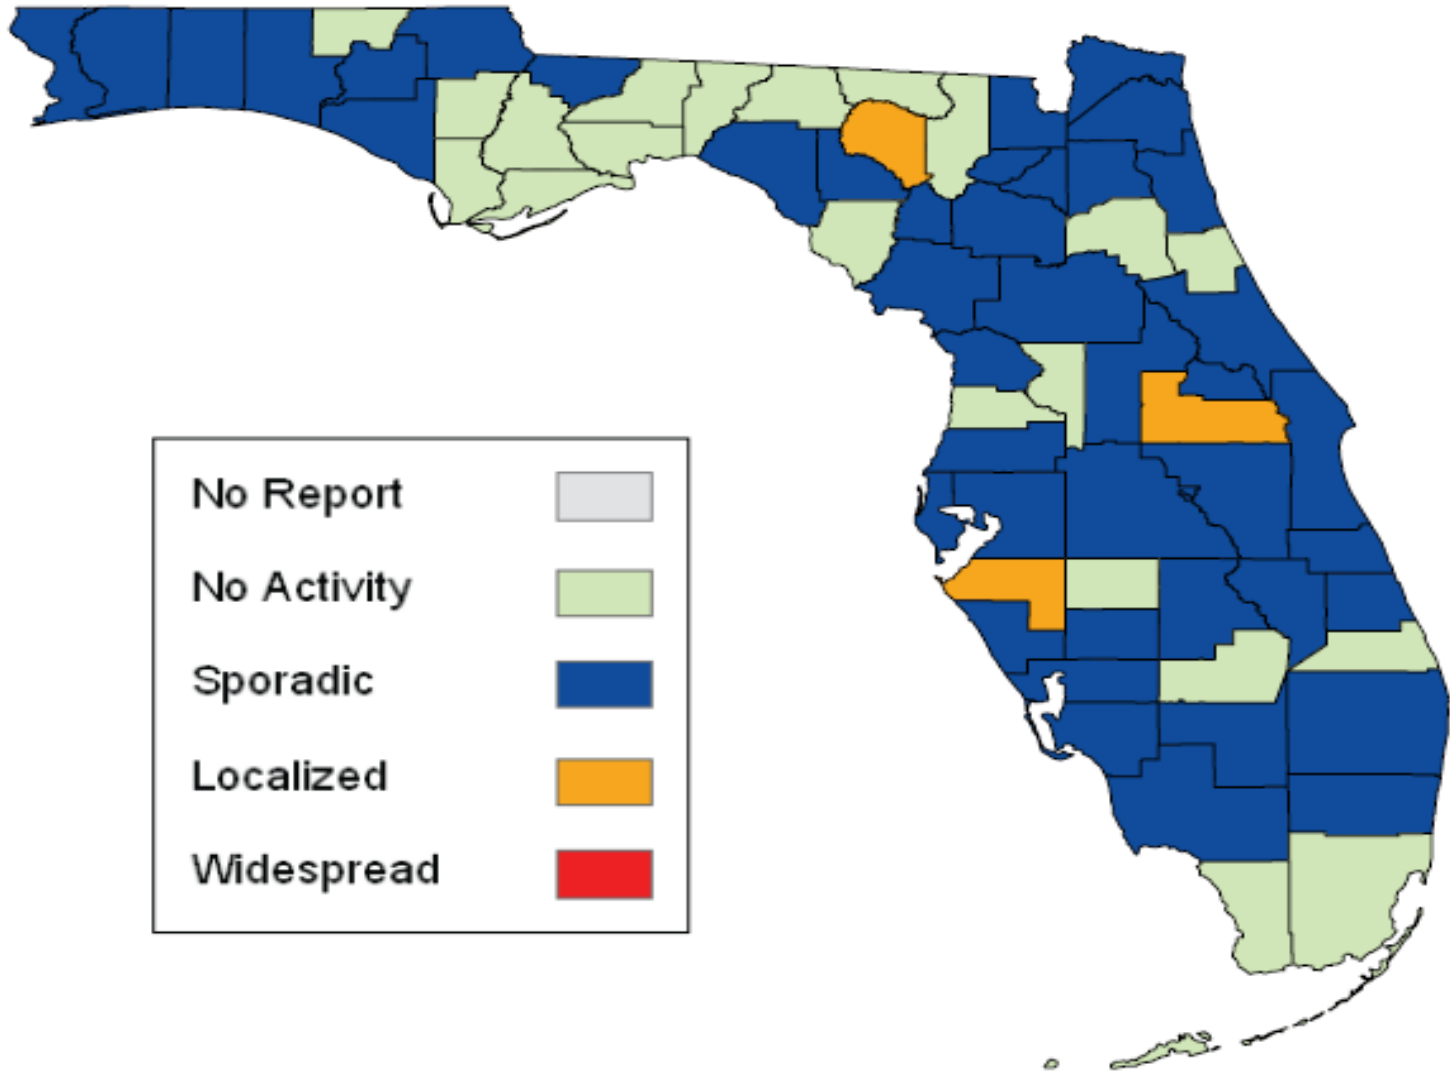 No Report
No Activity
Sporadic
Localized
Widespread